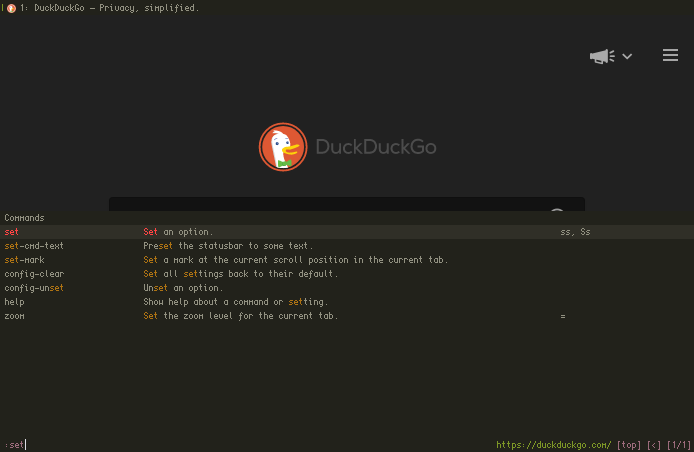 1: DuckDuckGo — Privacy, simplified.
DuckDuckGo
Commands
set Set an option. ss, Ss
set-cmd-text Preset the statusbar to some text.
set-mark Set a mark at the current scroll position in the current tab.
config-clear Set all settings back to their default.
config-unset Unset an option.
help Show help about a command or setting.
zoom Set the zoom level for the current tab. =
:set https://duckduckgo.com/ [top] [<] [1/1]